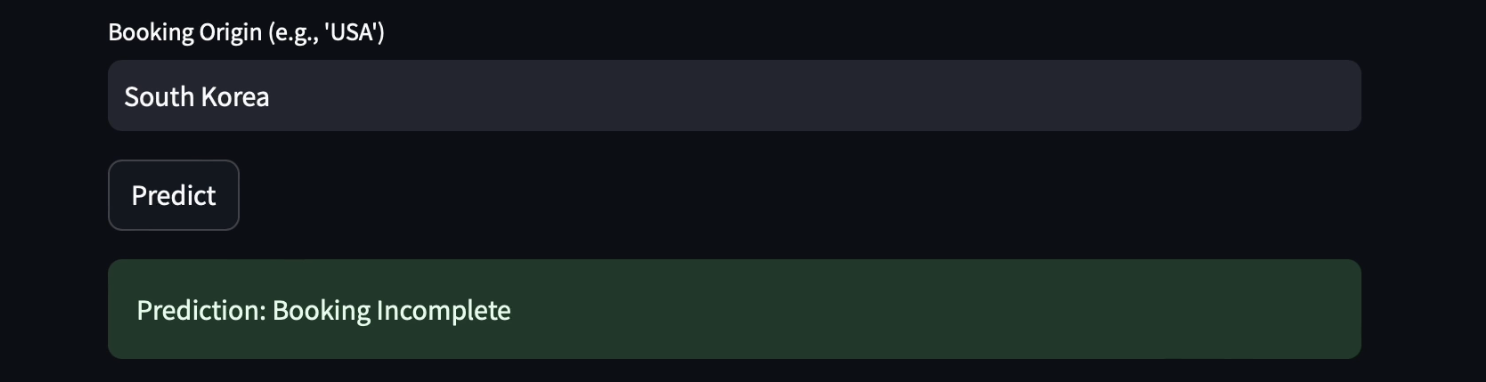 Booking Origin (e.g., 'USA')
South Korea
Predict
Prediction: Booking Incomplete